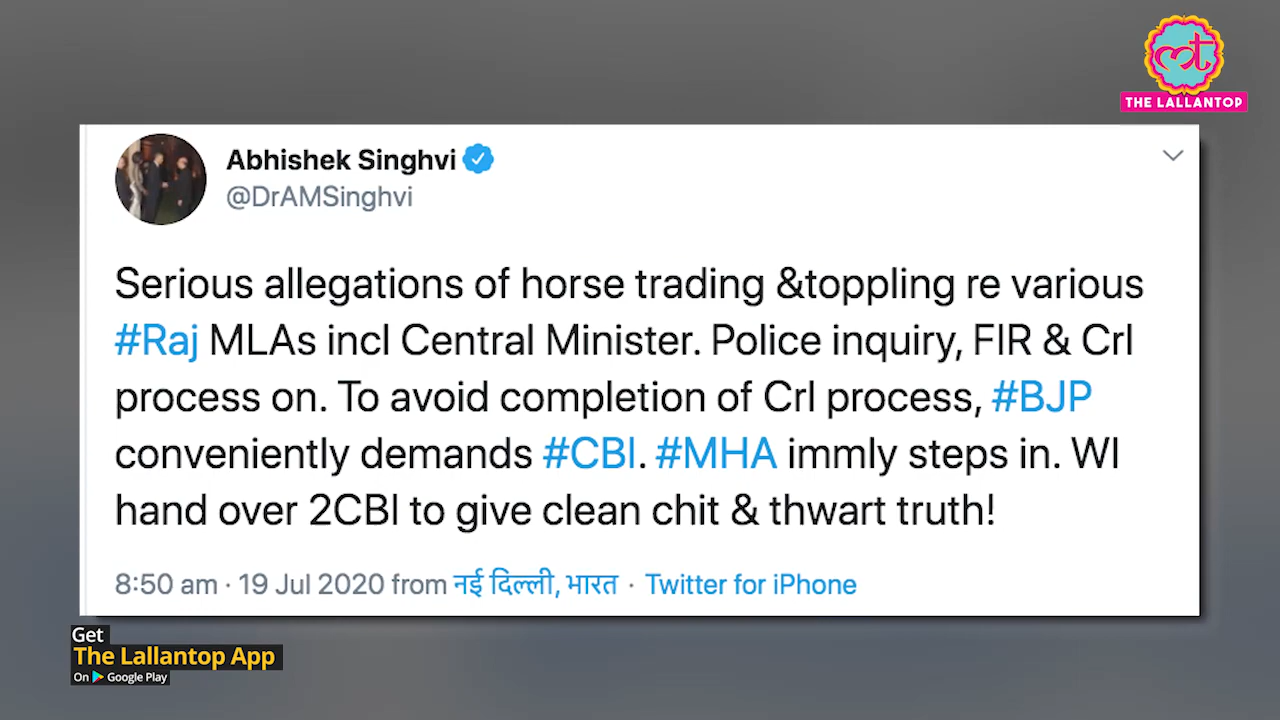 THE LALLANTOP
Abhishek Singhvi
@DrAMSinghvi
Serious allegations of horse trading &toppling re various
#Raj MLAs incl Central Minister. Police inquiry, FIR & Crl
process on. To avoid completion of Crl process, #BJP
conveniently demands #CBI. #MHA immly steps in. WI
hand over 2CBI to give clean chit & thwart truth!
8:50 am · 19 Jul 2020 from नई दिल्ली, भारत · Twitter for iPhone
Get
The Lallantop App
On Google Play